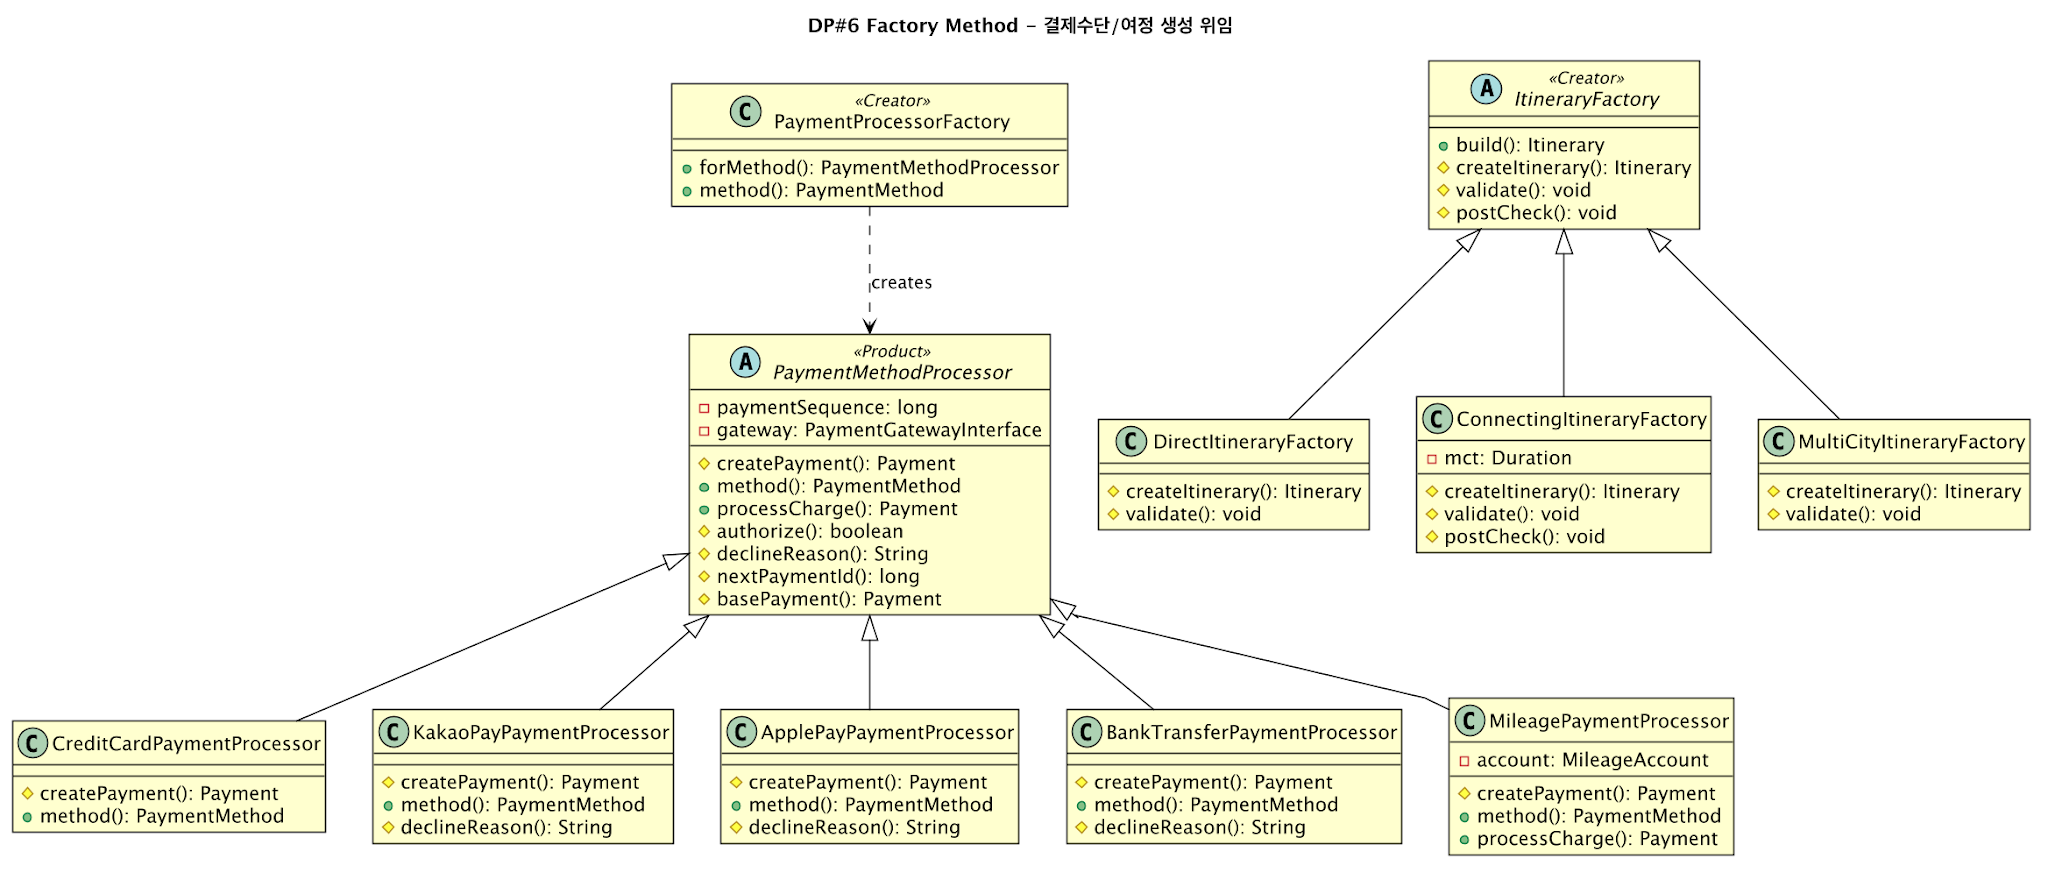 DP#6 Factory Method - 결제수단/여정 생성 위임
C
«Creator»
PaymentProcessorFactory
forMethod(): PaymentMethodProcessor
method(): PaymentMethod
creates
A
«Creator»
ItineraryFactory
build(): Itinerary
createItinerary(): Itinerary
validate(): void
postCheck(): void
A
«Product»
PaymentMethodProcessor
paymentSequence: long
gateway: PaymentGatewayInterface
createPayment(): Payment
method(): PaymentMethod
processCharge(): Payment
authorize(): boolean
declineReason(): String
nextPaymentId(): long
basePayment(): Payment
C DirectItineraryFactory
createItinerary(): Itinerary
validate(): void
C ConnectingItineraryFactory
mct: Duration
createItinerary(): Itinerary
validate(): void
postCheck(): void
C MultiCityItineraryFactory
createItinerary(): Itinerary
validate(): void
C CreditCardPaymentProcessor
createPayment(): Payment
method(): PaymentMethod
C KakaoPayPaymentProcessor
createPayment(): Payment
method(): PaymentMethod
declineReason(): String
C ApplePayPaymentProcessor
createPayment(): Payment
method(): PaymentMethod
declineReason(): String
C BankTransferPaymentProcessor
createPayment(): Payment
method(): PaymentMethod
declineReason(): String
C MileagePaymentProcessor
account: MileageAccount
createPayment(): Payment
method(): PaymentMethod
processCharge(): Payment